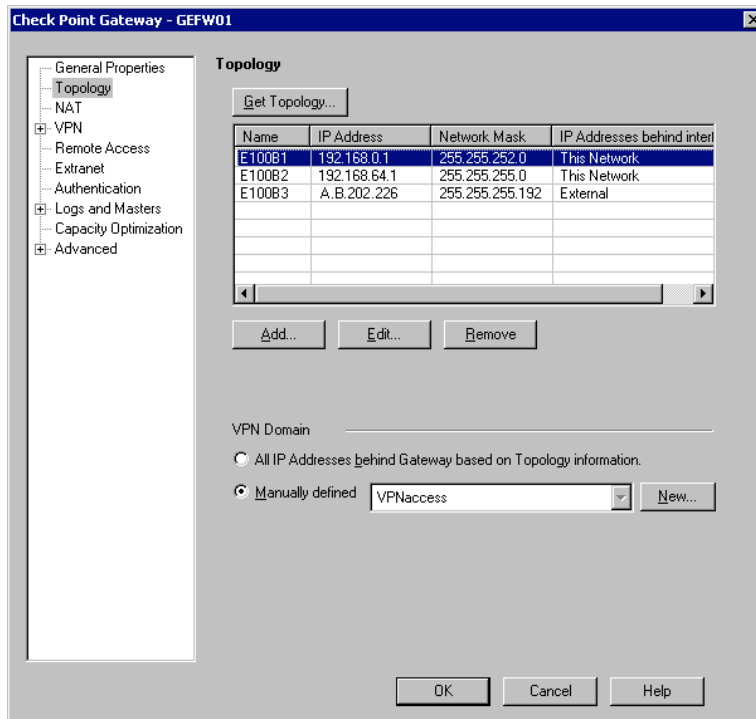 Check Point Gateway - GEFW01
General Properties
Topology
NAT
VPN
Remote Access
Extranet
Authentication
Logs and Masters
Capacity Optimization
Advanced
Topology
Get Topology...
Name IP Address Network Mask IP Addresses behind interf
E100B1 192.168.0.1 255.255.252.0 This Network
E100B2 192.168.64.1 255.255.255.0 This Network
E100B3 A.B.202.226 255.255.255.192 External
Add... Edit... Remove
VPN Domain
All IP Addresses behind Gateway based on Topology information.
Manually defined VPNaccess New...
OK Cancel Help